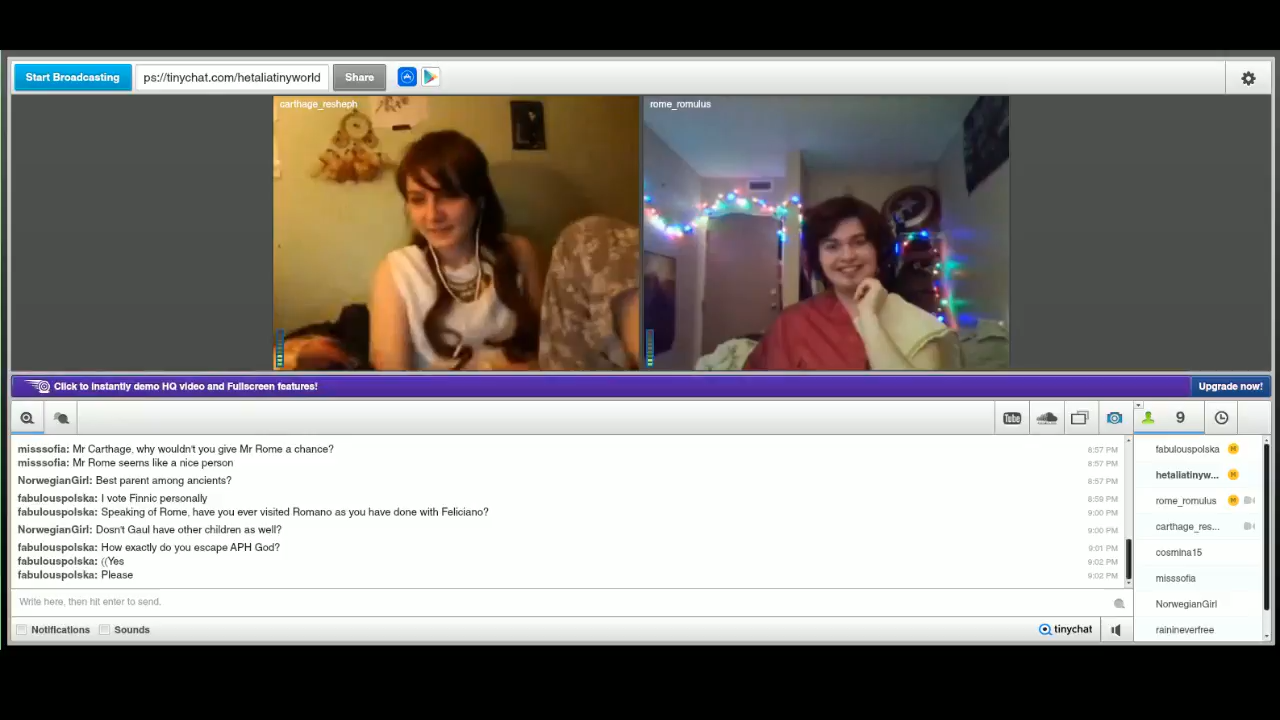 Start Broadcasting
ps://tinychat.com/hetaliatinyworld
Share
carthage_resheph
rome_romulus
Click to instantly demo HQ video and Fullscreen features!
Upgrade now!
You Tube
9
misssofia: Mr Carthage, why wouldn't you give Mr Rome a chance? 8:57 PM
misssofia: Mr Rome seems like a nice person 8:57 PM
NorwegianGirl: Best parent among ancients? 8:57 PM
fabulouspolska: I vote Finnic personally 8:59 PM
fabulouspolska: Speaking of Rome, have you ever visited Romano as you have done with Feliciano? 9:00 PM
NorwegianGirl: Dosn't Gaul have other children as well? 9:00 PM
fabulouspolska: How exactly do you escape APH God? 9:01 PM
fabulouspolska: ((Yes 9:02 PM
fabulouspolska: Please 9:02 PM
fabulouspolska M
hetaliatinyw... M
rome_romulus M
carthage_res...
cosmina15
misssofia
NorwegianGirl
rainineverfree
Write here, then hit enter to send.
Notifications
Sounds
tinychat